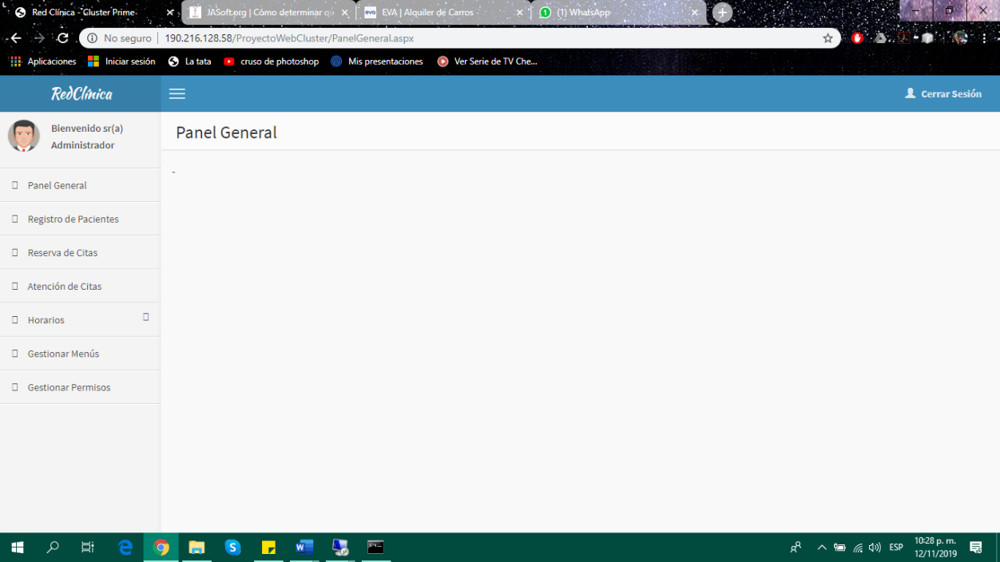 Red Clínica - Cluster Prime
JASoft.org | Cómo determinar qu
EVA | Alquiler de Carros
(1) WhatsApp
No seguro | 190.216.128.58/ProyectoWebCluster/PanelGeneral.aspx
Aplicaciones Iniciar sesión La tata cruso de photoshop Mis presentaciones Ver Serie de TV Che...
RedClínica
Cerrar Sesión
Bienvenido sr(a)
Administrador
Panel General
-
Panel General
Registro de Pacientes
Reserva de Citas
Atención de Citas
Horarios
Gestionar Menús
Gestionar Permisos
ESP
10:28 p. m.
12/11/2019